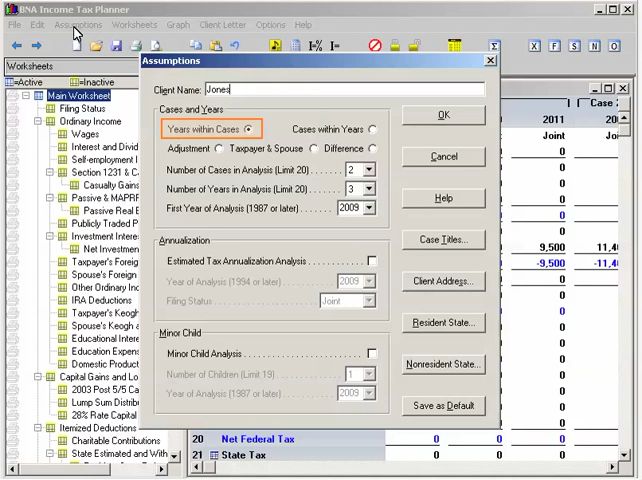 BNA Income Tax Planner
File Edit Assumptions Worksheets Graph Client Letter Options Help
I% I= Σ X F S N
Worksheets
=Active =Inactive
Main Worksheet
Filing Status
Ordinary Income
Wages
Interest and Divid
Self-employment I
Section 1231 & C
Casualty Gains
Passive & MAPRR
Passive Real E
Publicly Traded P
Investment Interes
Net Investment
Taxpayer's Foreig
Spouse's Foreign
Other Ordinary Inc
IRA Deductions
Taxpayer's Keogh
Spouse's Keogh a
Educational Intere
Education Expens
Domestic Product
Capital Gains and Lo
2003 Post 5/5 Ca
Lump Sum Distribu
28% Rate Capital
Itemized Deductions
Charitable Contributions
State Estimated and With
Assumptions
Client Name: Jones
Cases and Years
Years within Cases Cases within Years
Adjustment Taxpayer & Spouse Difference
Number of Cases in Analysis (Limit 20) 2
Number of Years in Analysis (Limit 20) 3
First Year of Analysis (1987 or later) 2009
Annualization
Estimated Tax Annualization Analysis
Year of Analysis (1994 or later) 2009
Filing Status Joint
Minor Child
Minor Child Analysis
Number of Children (Limit 19) 1
Year of Analysis (1987 or later) 2009
OK
Cancel
Help
Case Titles...
Client Address...
Resident State...
Nonresident State...
Save as Default
Case 2
2011
Joint Join
0 0
0
0
0
0
0
9,500 11,4
-9,500 -11,4
0
0
0
0
0
0
0
0
20 Net Federal Tax 0 0 0 0
21 State Tax 0 0 0